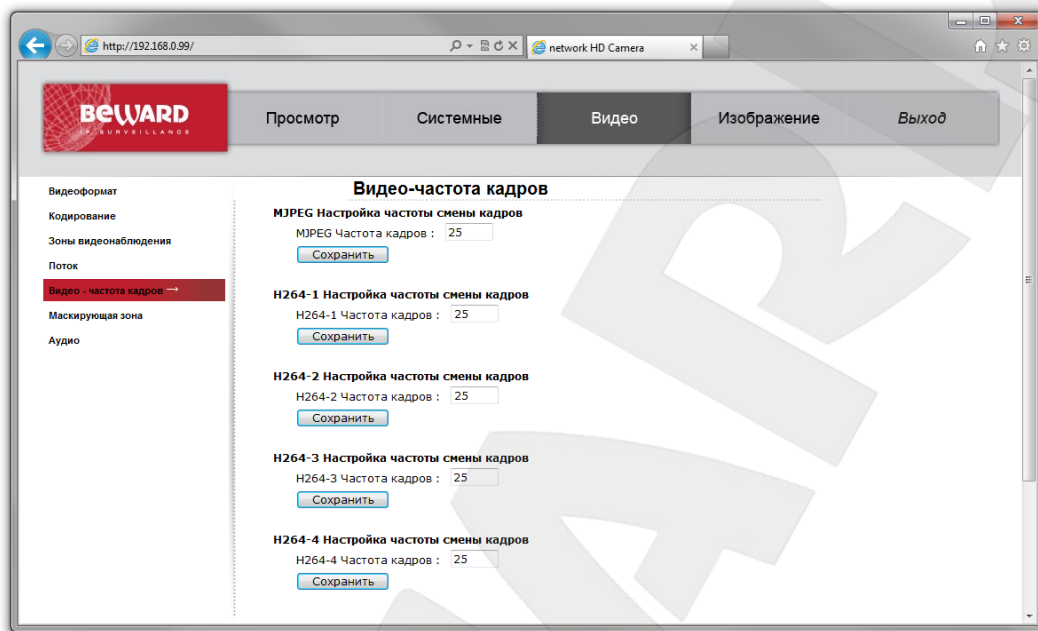 http://192.168.0.99/
network HD Camera
BEWARD
IP SURVEILLANCE
Просмотр
Системные
Видео
Изображение
Выход
Видеоформат
Кодирование
Зоны видеонаблюдения
Поток
Видео - частота кадров →
Маскирующая зона
Аудио
Видео-частота кадров
MJPEG Настройка частоты смены кадров
MJPEG Частота кадров : 25
Сохранить
H264-1 Настройка частоты смены кадров
H264-1 Частота кадров : 25
Сохранить
H264-2 Настройка частоты смены кадров
H264-2 Частота кадров : 25
Сохранить
H264-3 Настройка частоты смены кадров
H264-3 Частота кадров : 25
Сохранить
H264-4 Настройка частоты смены кадров
H264-4 Частота кадров : 25
Сохранить